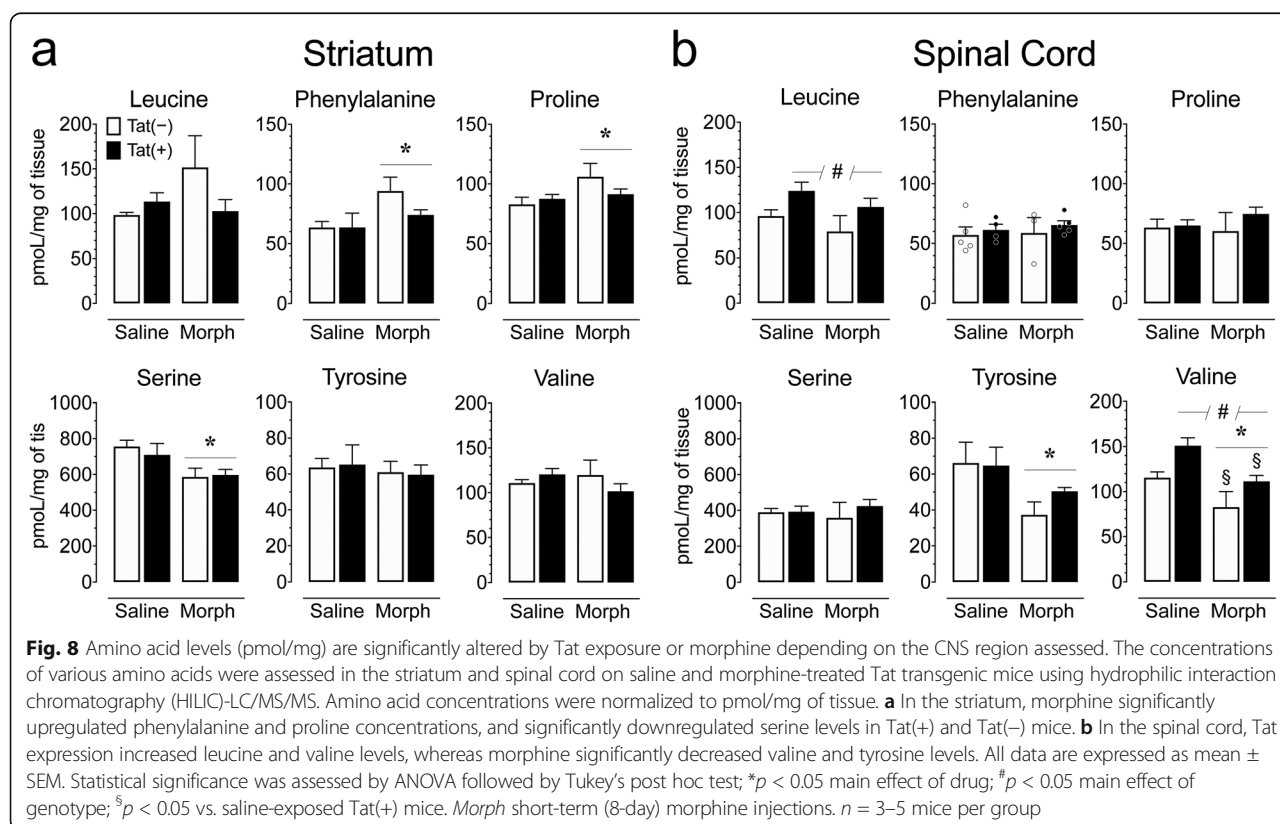 a Striatum
b Spinal Cord
Leucine Phenylalanine Proline
200 150 150
Tat(−)
Tat(+)
* *
150
100 100
100
50 50
50
0 0 0
pmoL/mg of tissue
Saline Morph Saline Morph Saline Morph
Serine Tyrosine Valine
1000 100 200
800 80 150
*
600 60
100
400 40
50
200 20
0 0 0
pmoL/mg of tis
Saline Morph Saline Morph Saline Morph
Leucine Phenylalanine Proline
200 150 150
150 #
100 100
100
50 50
50
0 0 0
pmoL/mg of tissue
Saline Morph Saline Morph Saline Morph
Serine Tyrosine Valine
1000 100 200
#
800 80 *
150
* § §
600 60
100
400 40
50
200 20
0 0 0
pmoL/mg of tissue
Saline Morph Saline Morph Saline Morph
Fig. 8 Amino acid levels (pmol/mg) are significantly altered by Tat exposure or morphine depending on the CNS region assessed. The concentrations
of various amino acids were assessed in the striatum and spinal cord on saline and morphine-treated Tat transgenic mice using hydrophilic interaction
chromatography (HILIC)-LC/MS/MS. Amino acid concentrations were normalized to pmol/mg of tissue. a In the striatum, morphine significantly
upregulated phenylalanine and proline concentrations, and significantly downregulated serine levels in Tat(+) and Tat(−) mice. b In the spinal cord, Tat
expression increased leucine and valine levels, whereas morphine significantly decreased valine and tyrosine levels. All data are expressed as mean ±
SEM. Statistical significance was assessed by ANOVA followed by Tukey's post hoc test; *p < 0.05 main effect of drug; #p < 0.05 main effect of
genotype; §p < 0.05 vs. saline-exposed Tat(+) mice. Morph short-term (8-day) morphine injections. n = 3–5 mice per group